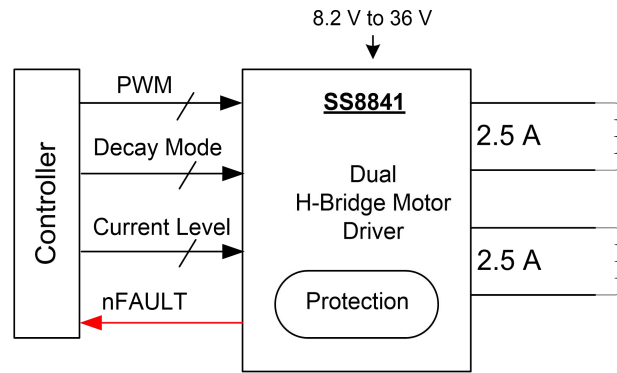 8.2 V to 36 V
PWM
SS8841
2.5 A
Decay Mode
Controller
Dual
H-Bridge Motor
Driver
Current Level
2.5 A
nFAULT
Protection